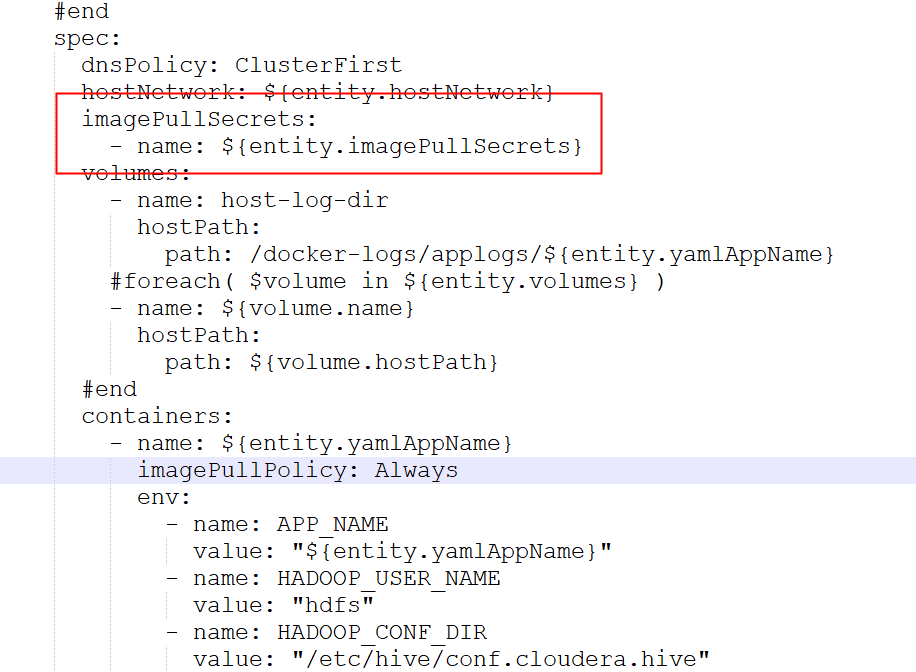 #end
spec:
dnsPolicy: ClusterFirst
hostNetwork: ${entity.hostNetwork}
imagePullSecrets:
- name: ${entity.imagePullSecrets}
volumes:
- name: host-log-dir
hostPath:
path: /docker-logs/applogs/${entity.yamlAppName}
#foreach( $volume in ${entity.volumes} )
- name: ${volume.name}
hostPath:
path: ${volume.hostPath}
#end
containers:
- name: ${entity.yamlAppName}
imagePullPolicy: Always
env:
- name: APP_NAME
value: "${entity.yamlAppName}"
- name: HADOOP_USER_NAME
value: "hdfs"
- name: HADOOP_CONF_DIR
value: "/etc/hive/conf.cloudera.hive"